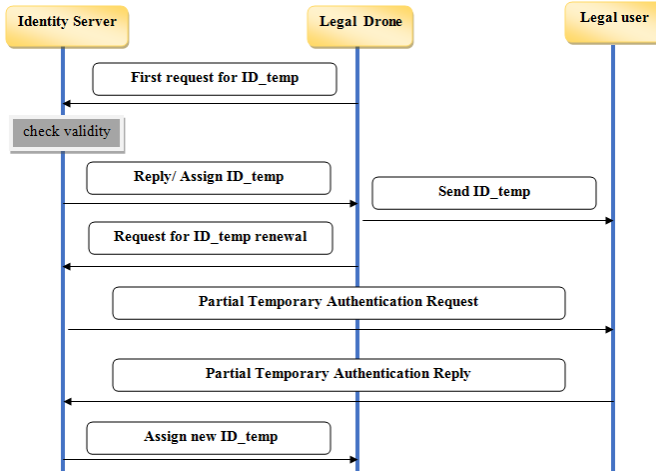 Identity Server
Legal Drone
Legal user
First request for ID_temp
check validity
Reply/ Assign ID_temp
Send ID_temp
Request for ID_temp renewal
Partial Temporary Authentication Request
Partial Temporary Authentication Reply
Assign new ID_temp